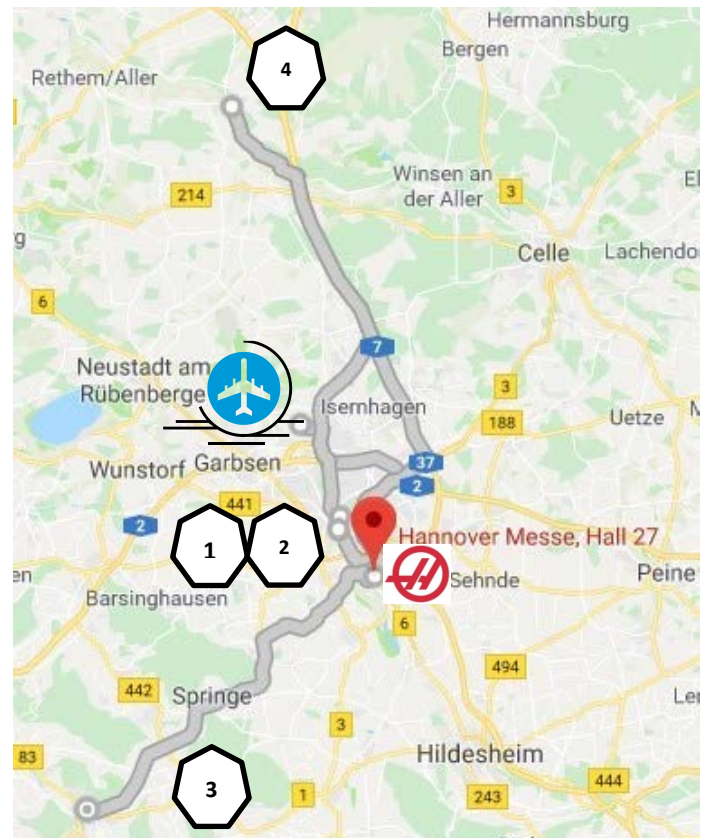 Hermannsburg
4
Bergen
Rethem/Aller
Winsen an
der Aller
3
214
Celle
Lachendo
6
7
Neustadt am
Rübenberge
Isernhagen
3
188
Uetze
Wunstorf
Garbsen
37
2
441
2
1
2
Hannover Messe, Hall 27
Sehnde
Peine
Barsinghausen
6
494
442
Springe
3
83
Hildesheim
3
1
444
243